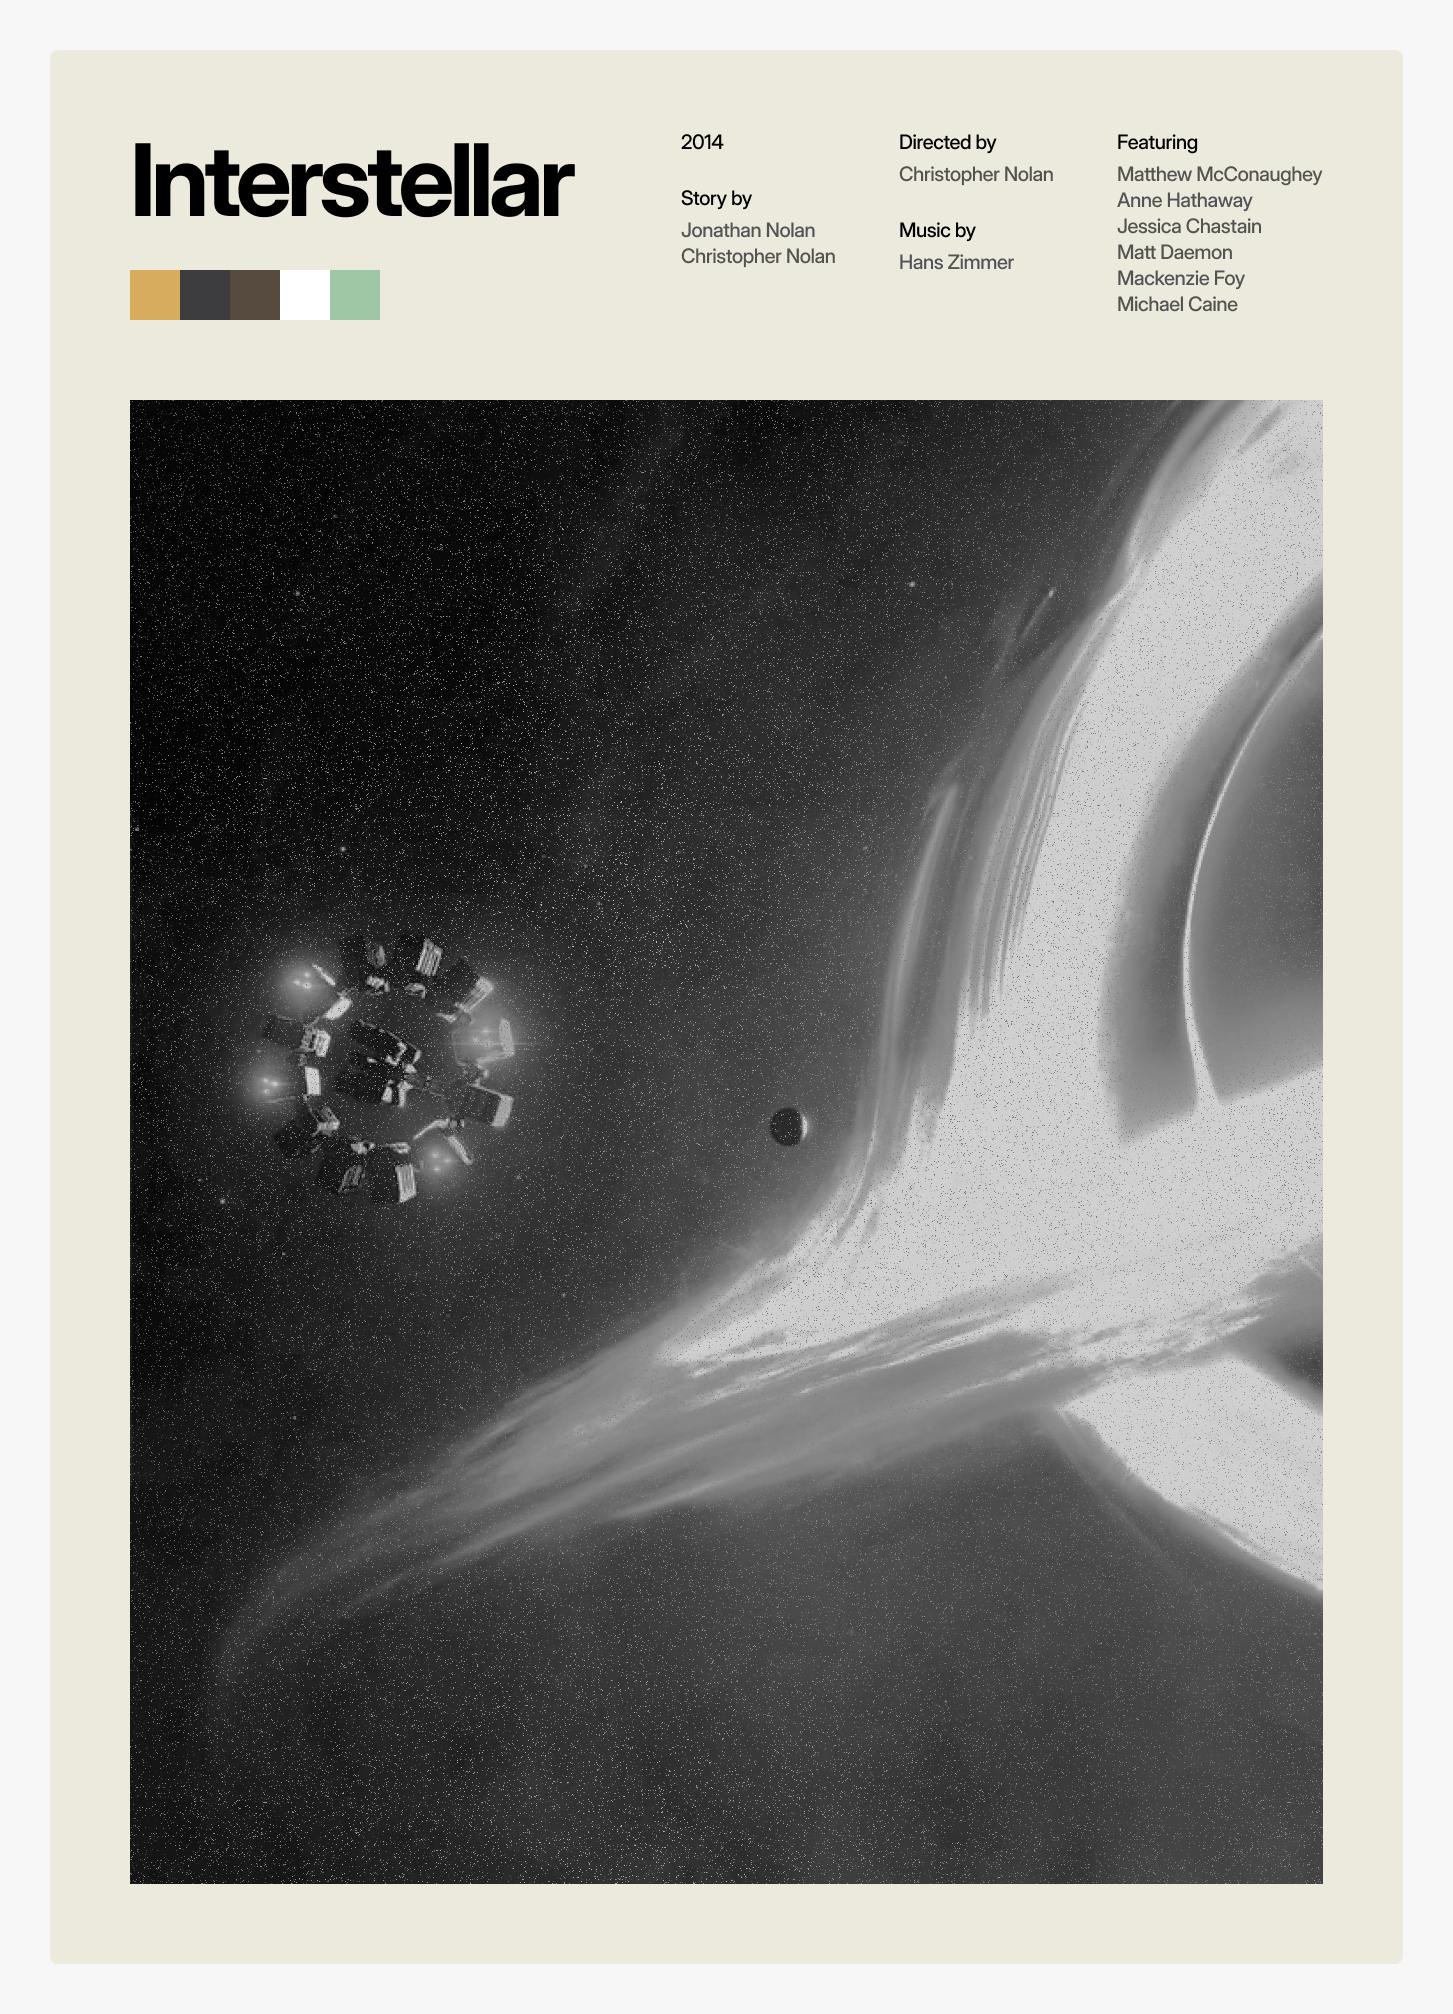 Interstellar
2014
Story by
Jonathan Nolan
Christopher Nolan
Directed by
Christopher Nolan
Music by
Hans Zimmer
Featuring
Matthew McConaughey
Anne Hathaway
Jessica Chastain
Matt Daemon
Mackenzie Foy
Michael Caine